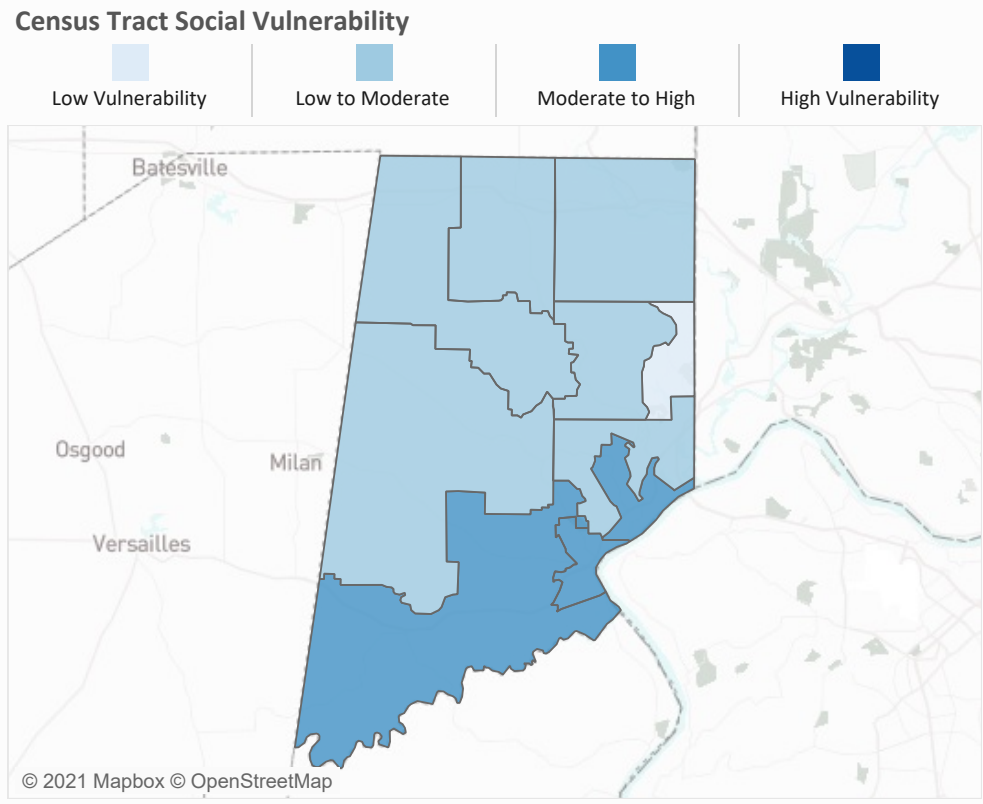 Census Tract Social Vulnerability
Low Vulnerability
Low to Moderate
Moderate to High
High Vulnerability
Batesville
Osgood
Milan
Versailles
© 2021 Mapbox © OpenStreetMap